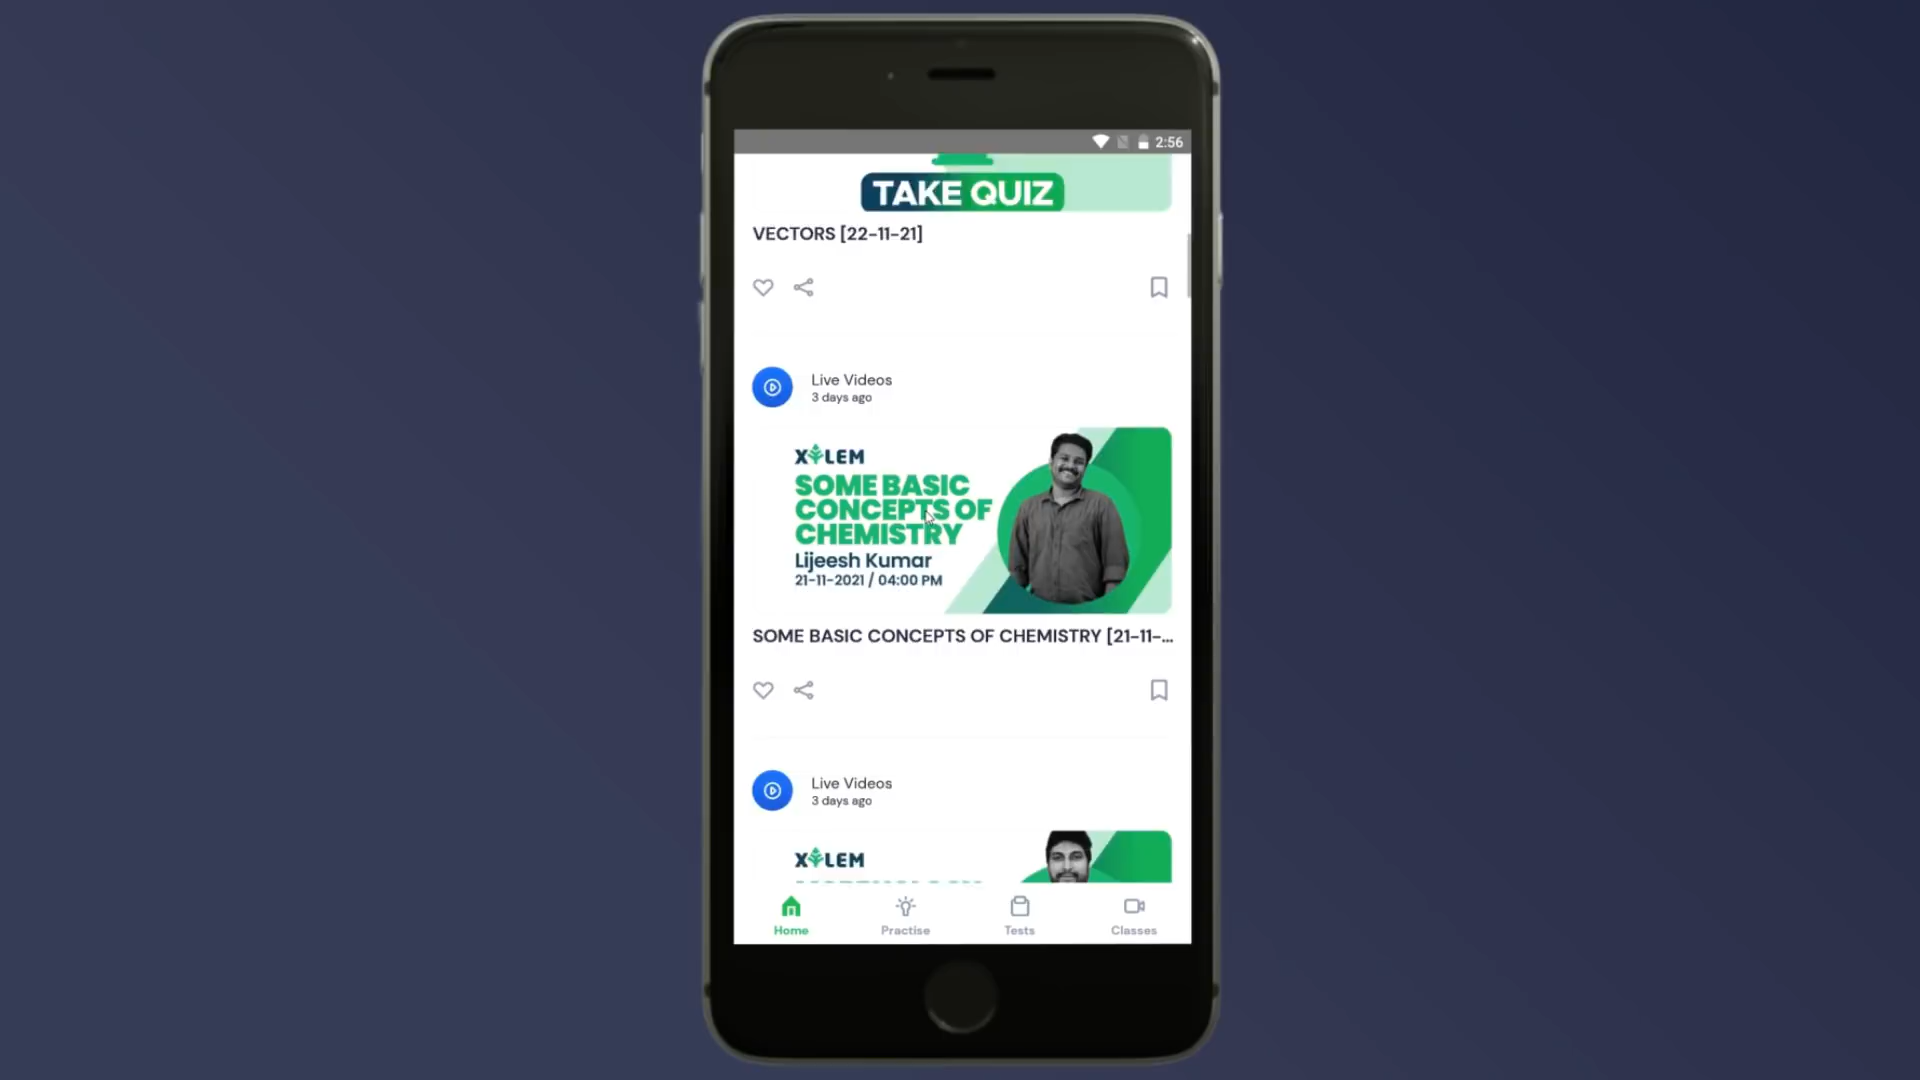 2:56
TAKE QUIZ
VECTORS [22-11-21]
Live Videos
3 days ago
XYLEM
SOME BASIC
CONCEPTS OF
CHEMISTRY
Lijeesh Kumar
21-11-2021 / 04:00 PM
SOME BASIC CONCEPTS OF CHEMISTRY [21-11-...
Live Videos
3 days ago
XYLEM
Home
Practise
Tests
Classes